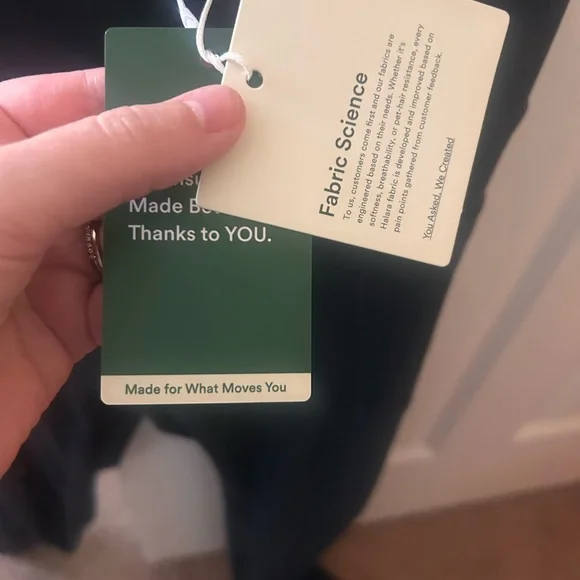 Fabric Science
To us, customers come first and our fabrics are
engineered based on their needs. Whether it's
softness, breathability, or pet-hair resistance, every
Halara fabric is developed and improved based on
pain points gathered from customer feedback.
You Asked, We Created
Made
Thanks to YOU.
Made for What Moves You